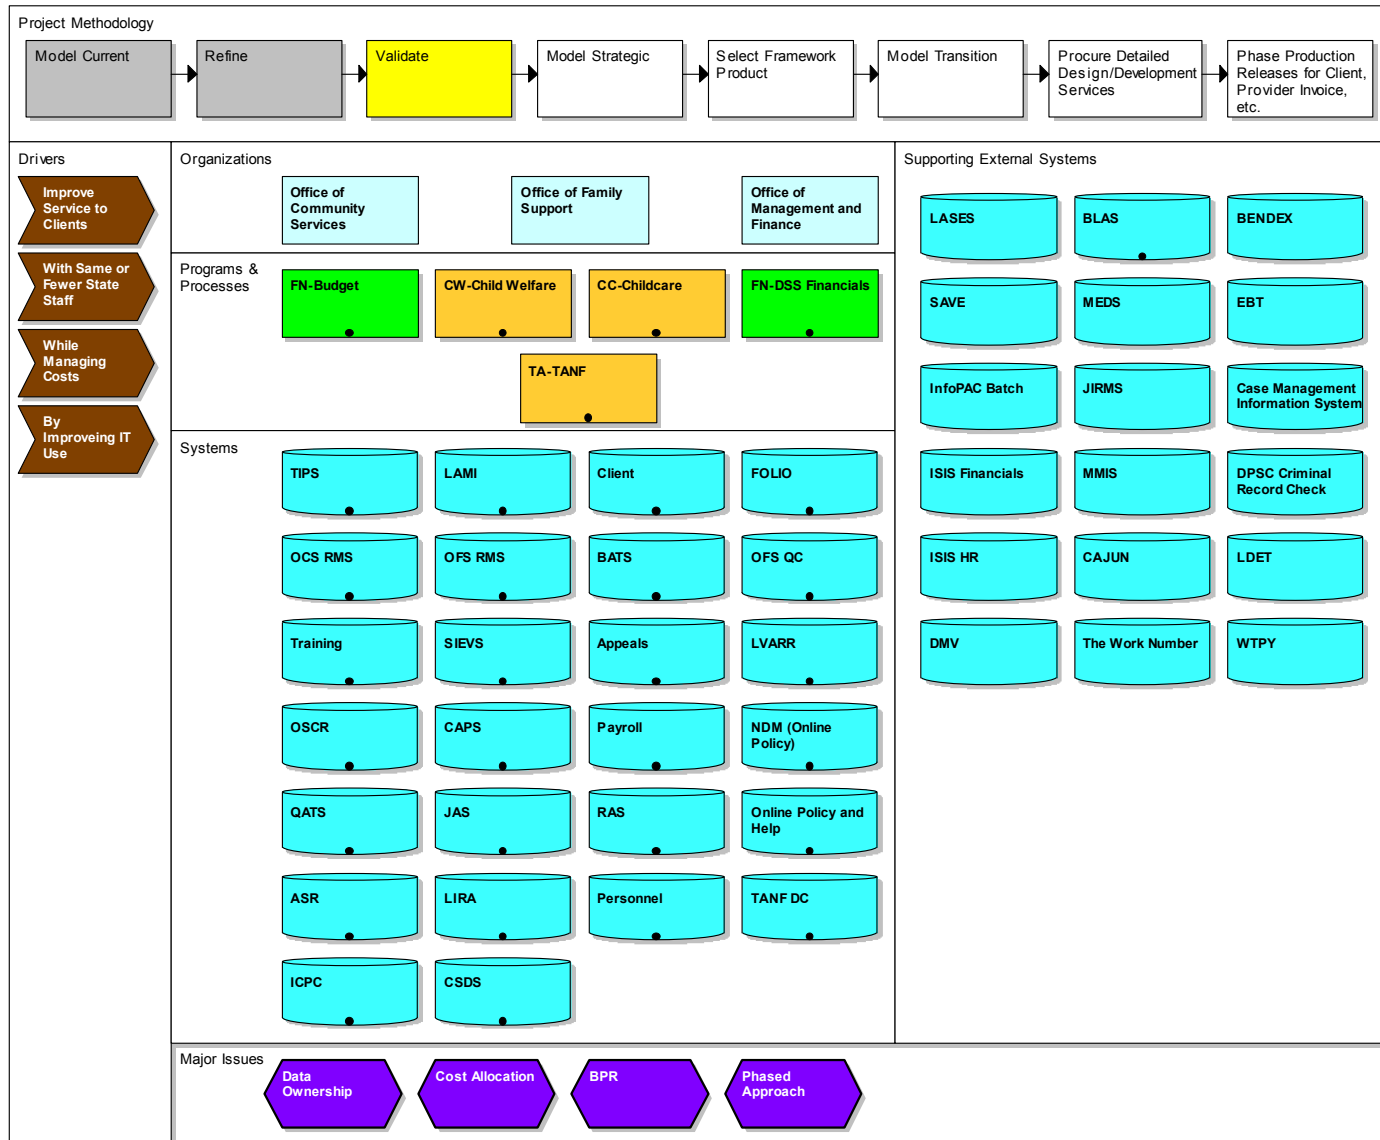 Project Methodology
Model Current
Refine
Validate
Model Strategic
Select Framework
Product
Model Transition
Procure Detailed
Design/Development
Services
Phase Production
Releases for Client,
Provider Invoice,
etc.
Drivers
Improve
Service to
Clients
With Same or
Fewer State
Staff
While
Managing
Costs
By
Improveing IT
Use
Organizations
Office of
Community
Services
Office of Family
Support
Office of
Management and
Finance
Programs &
Processes
FN-Budget
CW-Child Welfare
CC-Childcare
FN-DSS Financials
TA-TANF
Systems
TIPS
LAMI
Client
FOLIO
OCS RMS
OFS RMS
BATS
OFS QC
Training
SIEVS
Appeals
LVARR
OSCR
CAPS
Payroll
NDM (Online
Policy)
QATS
JAS
RAS
Online Policy and
Help
ASR
LIRA
Personnel
TANF DC
ICPC
CSDS
Supporting External Systems
LASES
BLAS
BENDEX
SAVE
MEDS
EBT
InfoPAC Batch
JIRMS
Case Management
Information System
ISIS Financials
MMIS
DPSC Criminal
Record Check
ISIS HR
CAJUN
LDET
DMV
The Work Number
WTPY
Major Issues
Data
Ownership
Cost Allocation
BPR
Phased
Approach